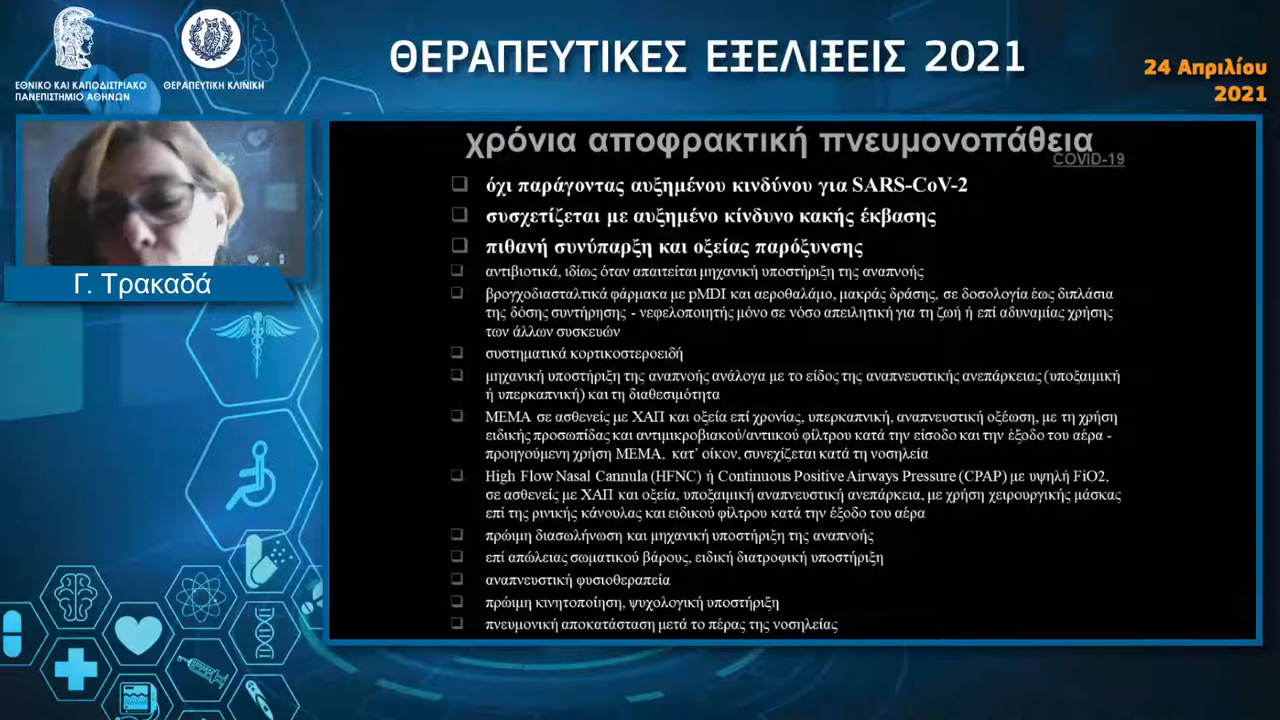 ΕΘΝΙΚΟ ΚΑΙ ΚΑΠΟΔΙΣΤΡΙΑΚΟ
ΠΑΝΕΠΙΣΤΗΜΙΟ ΑΘΗΝΩΝ
ΘΕΡΑΠΕΥΤΙΚΗ ΚΛΙΝΙΚΗ
ΘΕΡΑΠΕΥΤΙΚΕΣ ΕΞΕΛΙΞΕΙΣ 2021
24 Απριλίου
2021
Γ. Τρακαδά
χρόνια αποφρακτική πνευμονοπάθεια
COVID-19
όχι παράγοντας αυξημένου κινδύνου για SARS-CoV-2
συσχετίζεται με αυξημένο κίνδυνο κακής έκβασης
πιθανή συνύπαρξη και οξείας παρόξυνσης
αντιβιοτικά, ιδίως όταν απαιτείται μηχανική υποστήριξη της αναπνοής
βρογχοδιασταλτικά φάρμακα με pMDI και αεροθαλάμο, μακράς δράσης, σε δοσολογία έως διπλάσια
της δόσης συντήρησης - νεφελοποιητής μόνο σε νόσο απειλητική για τη ζωή ή επί αδυναμίας χρήσης
των άλλων συσκευών
συστηματικά κορτικοστεροειδή
μηχανική υποστήριξη της αναπνοής ανάλογα με το είδος της αναπνευστικής ανεπάρκειας (υποξαιμική
ή υπερκαπνική) και τη διαθεσιμότητα
ΜΕΜΑ σε ασθενείς με ΧΑΠ και οξεία επί χρονίας, υπερκαπνική, αναπνευστική οξέωση, με τη χρήση
ειδικής προσωπίδας και αντιμικροβιακού/αντιικού φίλτρου κατά την είσοδο και την έξοδο του αέρα -
προηγούμενη χρήση ΜΕΜΑ, κατ' οίκον, συνεχίζεται κατά τη νοσηλεία
High Flow Nasal Cannula (HFNC) ή Continuous Positive Airways Pressure (CPAP) με υψηλή FiO2,
σε ασθενείς με ΧΑΠ και οξεία, υποξαιμική αναπνευστική ανεπάρκεια, με χρήση χειρουργικής μάσκας
επί της ρινικής κάνουλας και ειδικού φίλτρου κατά την έξοδο του αέρα
πρώιμη διασωλήνωση και μηχανική υποστήριξη της αναπνοής
επί απώλειας σωματικού βάρους, ειδική διατροφική υποστήριξη
αναπνευστική φυσιοθεραπεία
πρώιμη κινητοποίηση, ψυχολογική υποστήριξη
πνευμονική αποκατάσταση μετά το πέρας της νοσηλείας